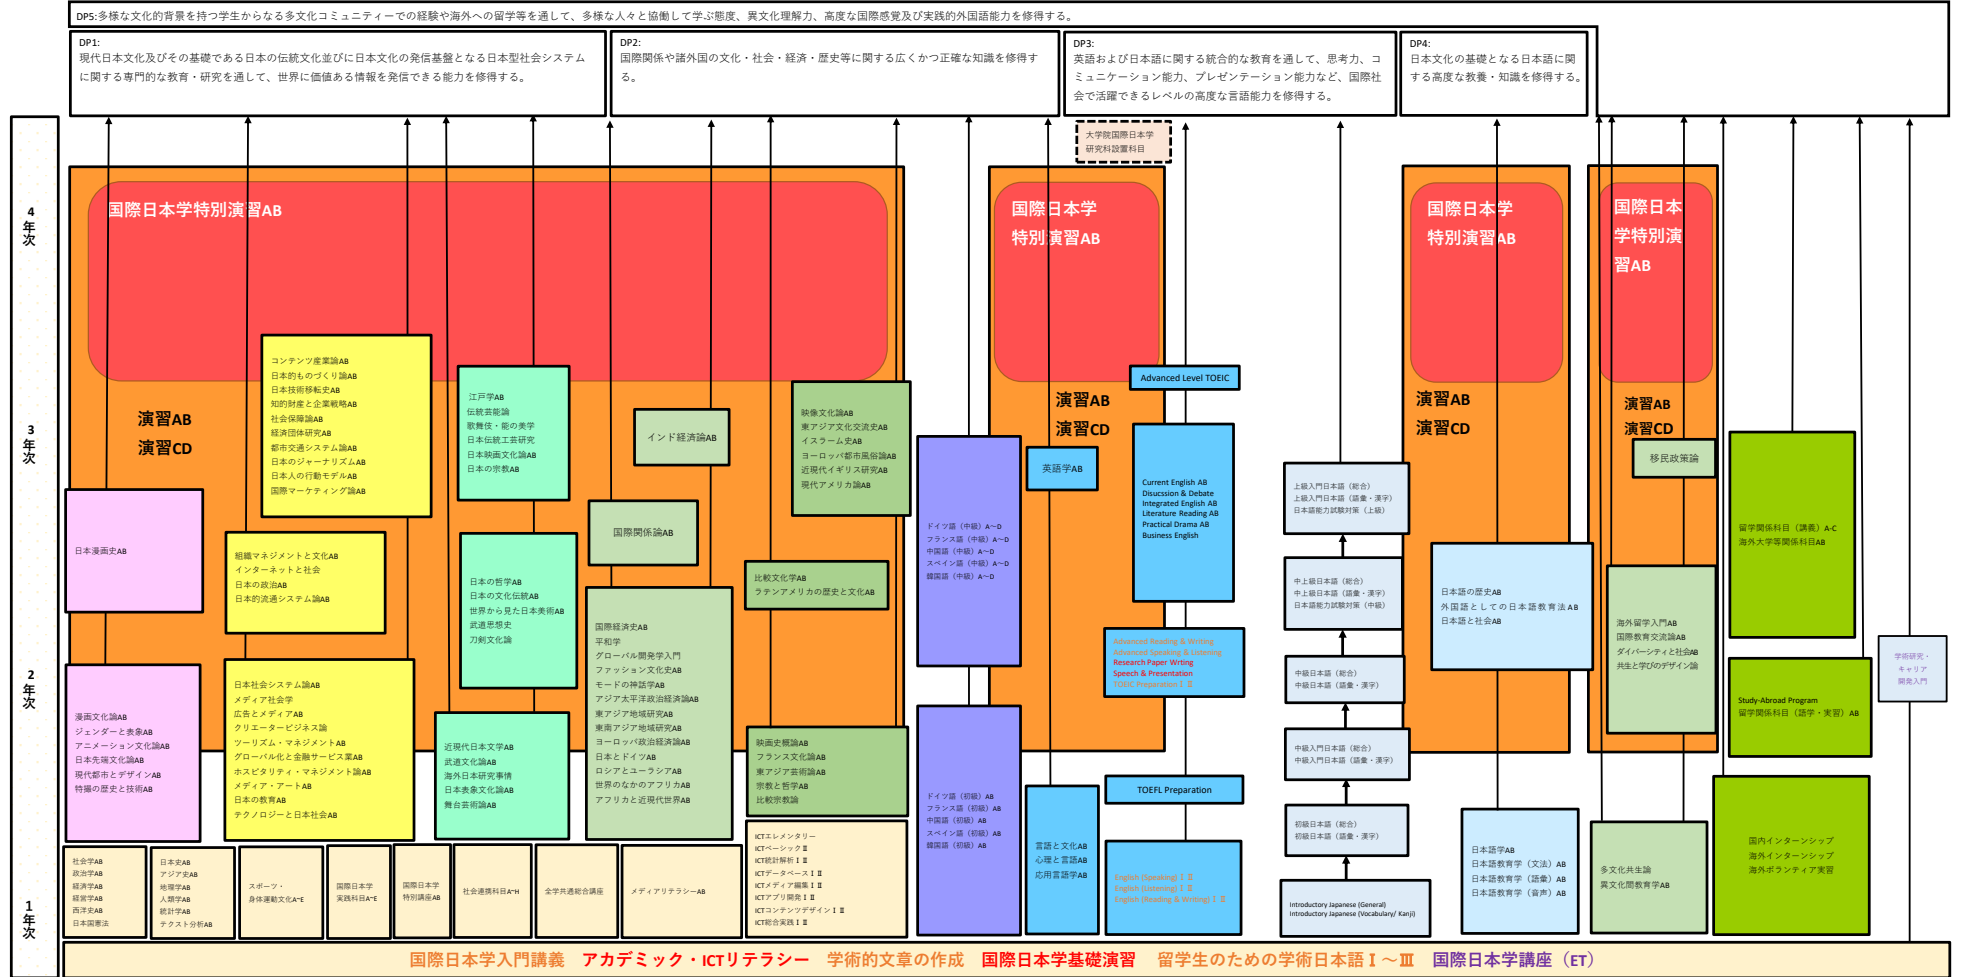 DP5:多様な文化的背景を持つ学生からなる多文化コミュニティーでの経験や海外への留学等を通して、多様な人々と協働して学ぶ態度、異文化理解力、高度な国際感覚及び実践的外国語能力を修得する。
DP1:
現代日本文化及びその基礎である日本の伝統文化並びに日本文化の発信基盤となる日本型社会システム
に関する専門的な教育・研究を通して、世界に価値ある情報を発信できる能力を修得する。
DP2:
国際関係や諸外国の文化・社会・経済・歴史等に関する広くかつ正確な知識を修得す
る。
DP3:
英語および日本語に関する統合的な教育を通して、思考力、コ
ミュニケーション能力、プレゼンテーション能力など、国際社
会で活躍できるレベルの高度な言語能力を修得する。
DP4:
日本文化の基礎となる日本語に関
する高度な教養・知識を修得する。
大学院国際日本学
研究科設置科目
4年次
3年次
2年次
1年次
国際日本学特別演習AB
国際日本学
特別演習AB
国際日本学
特別演習AB
国際日本
学特別演
習AB
演習AB
演習CD
演習AB
演習CD
演習AB
演習CD
演習AB
演習CD
日本漫画史AB
漫画文化論AB
ジェンダーと表象AB
アニメーション文化論AB
日本先端文化論AB
現代都市とデザインAB
特撮の歴史と技術AB
コンテンツ産業論AB
日本的ものづくり論AB
日本技術移転史AB
知的財産と企業戦略AB
社会保障論AB
経済団体研究AB
都市交通システム論AB
日本のジャーナリズムAB
日本人の行動モデルAB
国際マーケティング論AB
組織マネジメントと文化AB
インターネットと社会
日本の政治AB
日本的流通システム論AB
日本社会システム論AB
メディア社会学
広告とメディアAB
クリエータービジネス論
ツーリズム・マネジメントAB
グローバル化と金融サービス業AB
ホスピタリティ・マネジメント論AB
メディア・アートAB
日本の教育AB
テクノロジーと日本社会AB
江戸学AB
伝統芸能論
歌舞伎・能の美学
日本伝統工芸研究
日本映画文化論AB
日本の宗教AB
日本の哲学AB
日本の文化伝統AB
世界から見た日本美術AB
武道思想史
刀剣文化論
近現代日本文学AB
武道文化論AB
海外日本研究事情
日本表象文化論AB
舞台芸術論AB
インド経済論AB
国際関係論AB
国際経済史AB
平和学
グローバル開発学入門
ファッション文化史AB
モードの神話学AB
アジア太平洋政治経済論AB
東アジア地域研究AB
東南アジア地域研究AB
ヨーロッパ政治経済論AB
日本とドイツAB
ロシアとユーラシアAB
世界のなかのアフリカAB
アフリカと近現代世界AB
映像文化論AB
東アジア文化交流史AB
イスラーム史AB
ヨーロッパ都市風俗論AB
近現代イギリス研究AB
現代アメリカ論AB
比較文化学AB
ラテンアメリカの歴史と文化AB
映画史概論AB
フランス文化論AB
東アジア芸術論AB
宗教と哲学AB
比較宗教論
ドイツ語（中級）A～D
フランス語（中級）A～D
中国語（中級）A～D
スペイン語（中級）A～D
韓国語（中級）A～D
ドイツ語（初級）AB
フランス語（初級）AB
中国語（初級）AB
スペイン語（初級）AB
韓国語（初級）AB
英語学AB
言語と文化AB
心理と言語AB
応用言語学AB
Advanced Level TOEIC
Current English AB
Disucssion & Debate
Integrated English AB
Literature Reading AB
Practical Drama AB
Business English
Advanced Reading & Writing
Advanced Speaking & Listening
Research Paper Wrting
Speech & Presentation
TOEIC Preparation Ⅰ Ⅱ
TOEFL Preparation
English (Speaking) Ⅰ Ⅱ
English (Listening) Ⅰ Ⅱ
English (Reading & Writing) Ⅰ Ⅱ
上級入門日本語（総合）
上級入門日本語（語彙・漢字）
日本語能力試験対策（上級）
中上級日本語（総合）
中上級日本語（語彙・漢字）
日本語能力試験対策（中級）
中級日本語（総合）
中級日本語（語彙・漢字）
中級入門日本語（総合）
中級入門日本語（語彙・漢字）
初級日本語（総合）
初級日本語（語彙・漢字）
Introductory Japanese (General)
Introductory Japanese (Vocabulary/ Kanji)
日本語の歴史AB
外国語としての日本語教育法AB
日本語と社会AB
日本語学AB
日本語教育学（文法）AB
日本語教育学（語彙）AB
日本語教育学（音声）AB
移民政策論
海外留学入門AB
国際教育交流論AB
ダイバーシティと社会AB
共生と学びのデザイン論
多文化共生論
異文化間教育学AB
留学関係科目（講義）A-C
海外大学等関係科目AB
Study-Abroad Program
留学関係科目（語学・実習）AB
国内インターンシップ
海外インターンシップ
海外ボランティア実習
学術研究・
キャリア
開発入門
社会学AB
政治学AB
経済学AB
経営学AB
西洋史AB
日本国憲法
日本史AB
アジア史AB
地理学AB
人類学AB
統計学AB
テクスト分析AB
スポーツ・
身体運動文化A~E
国際日本学
実践科目A~E
国際日本学
特別講座AB
社会連携科目A~H
全学共通総合講座
メディアリテラシーAB
ICTエレメンタリー
ICTベーシックⅡ
ICT統計解析ⅠⅡ
ICTデータベースⅠⅡ
ICTメディア編集ⅠⅡ
ICTアプリ開発ⅠⅡ
ICTコンテンツデザインⅠⅡ
ICT総合実践ⅠⅡ
国際日本学入門講義 アカデミック・ICTリテラシー 学術的文章の作成 国際日本学基礎演習 留学生のための学術日本語Ⅰ～Ⅲ 国際日本学講座（ET）